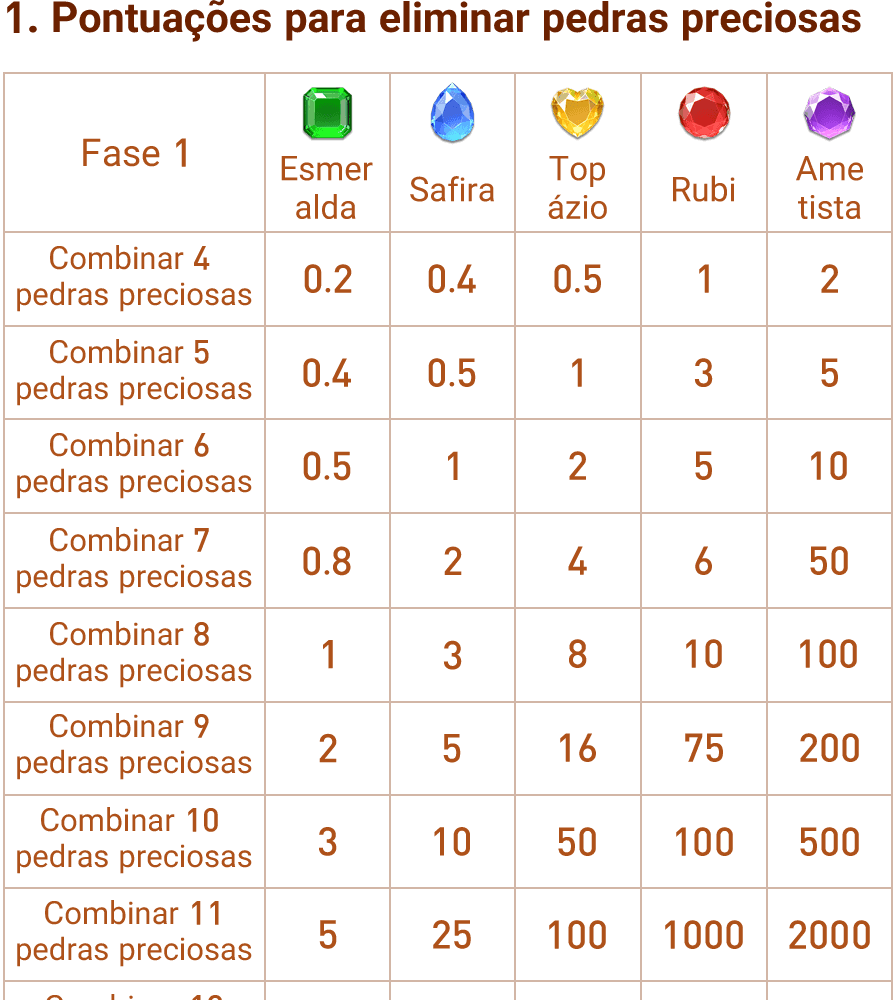 1. Pontuações para eliminar pedras preciosas
Fase 1
Esmer
alda
Safira
Top
ázio
Rubi
Ame
tista
Combinar 4
pedras preciosas
0.2
0.4
0.5
1
2
Combinar 5
pedras preciosas
0.4
0.5
1
3
5
Combinar 6
pedras preciosas
0.5
1
2
5
10
Combinar 7
pedras preciosas
0.8
2
4
6
50
Combinar 8
pedras preciosas
1
3
8
10
100
Combinar 9
pedras preciosas
2
5
16
75
200
Combinar 10
pedras preciosas
3
10
50
100
500
Combinar 11
pedras preciosas
5
25
100
1000
2000